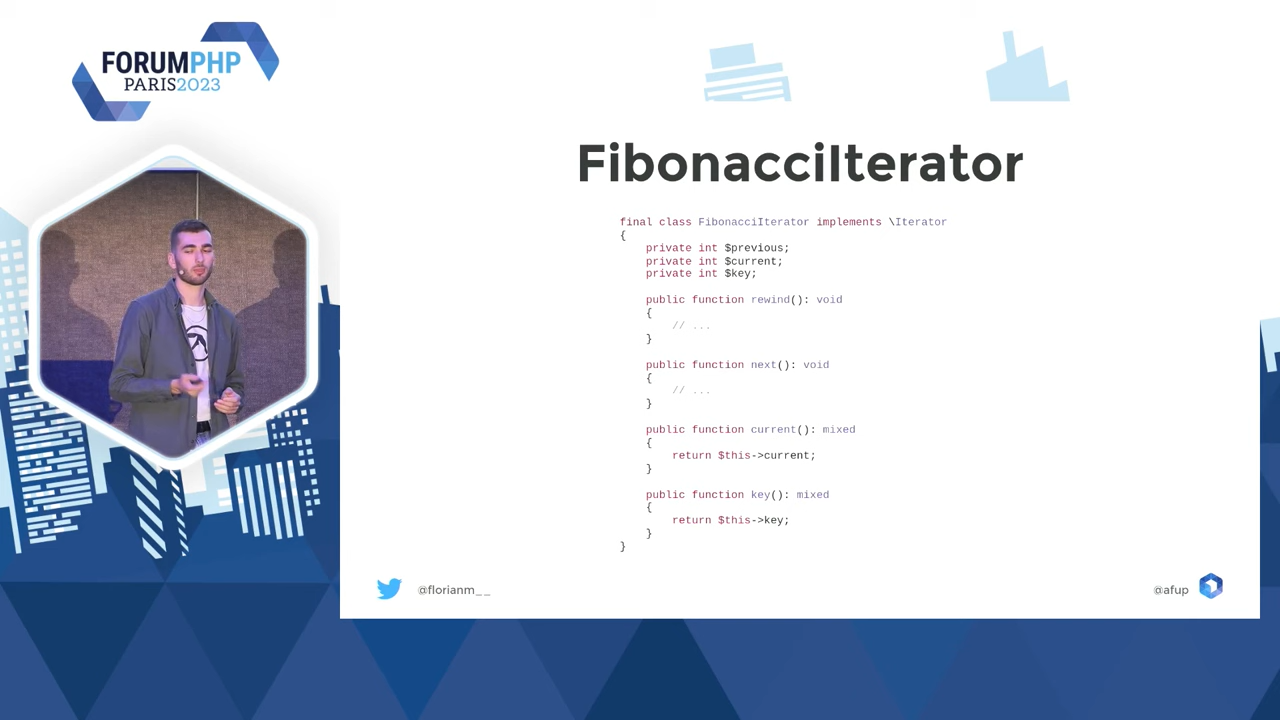 FORUMPHP
PARIS2023
FibonacciIterator
final class FibonacciIterator implements \Iterator
{
    private int $previous;
    private int $current;
    private int $key;
    public function rewind(): void
    {
        // ...
    }
    public function next(): void
    {
        // ...
    }
    public function current(): mixed
    {
        return $this->current;
    }
    public function key(): mixed
    {
        return $this->key;
    }
}
@florianm__
@afup